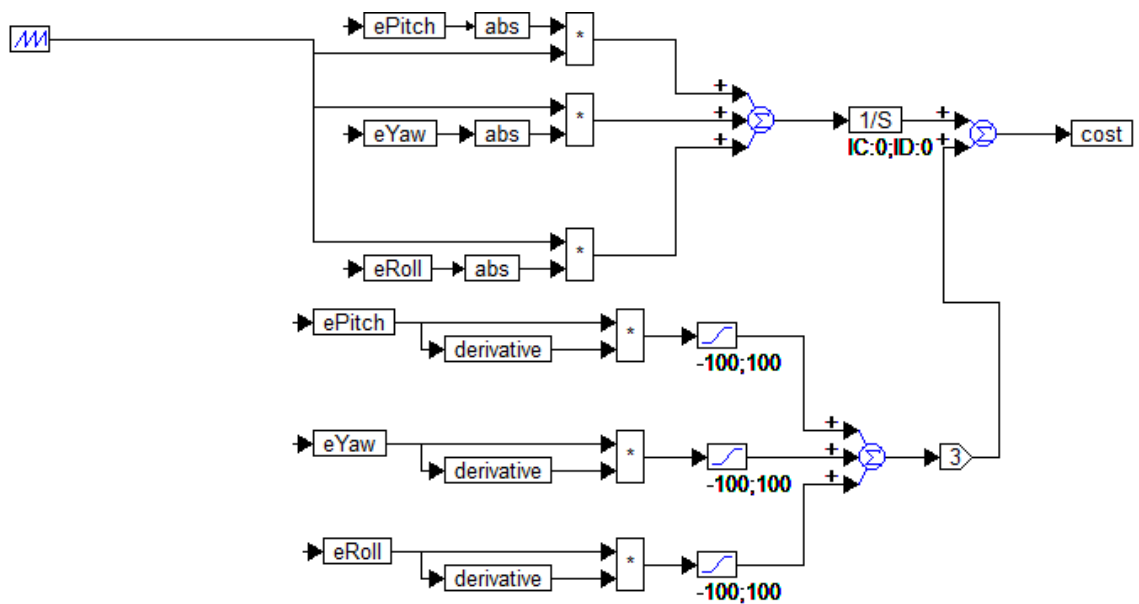 ePitch abs *
+
eYaw abs * + Σ 1/S + Σ cost
+ IC:0;ID:0 +
*
eRoll abs
ePitch * 
derivative -100;100
+
eYaw * + Σ 3
derivative -100;100 +
eRoll *
derivative -100;100